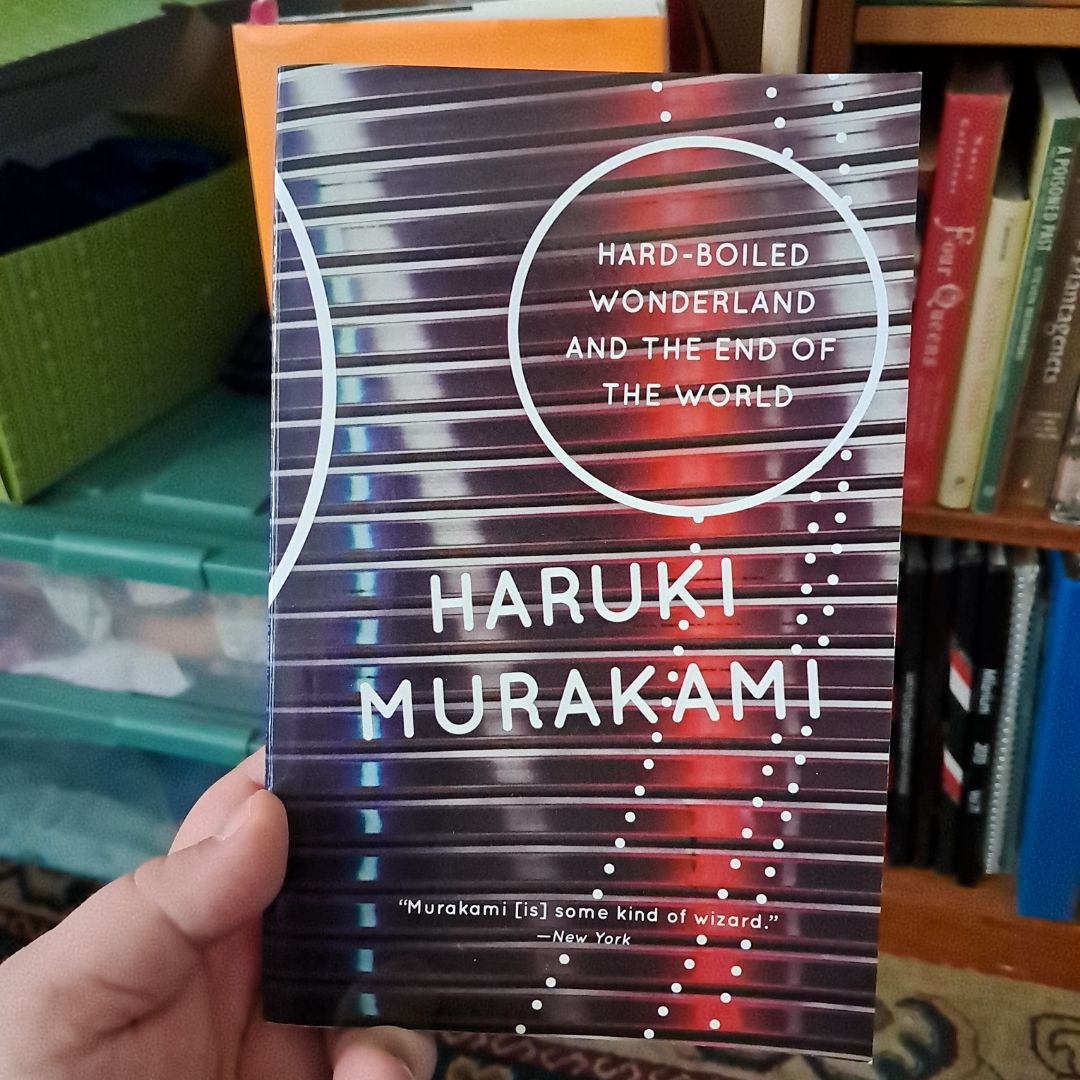 HARD-BOILED
WONDERLAND
AND THE END OF
THE WORLD
HARUKI
MURAKAMI
“Murakami [is] some kind of wizard.”
—New York
Four Queens
A POISONED PAST
Plantagenets